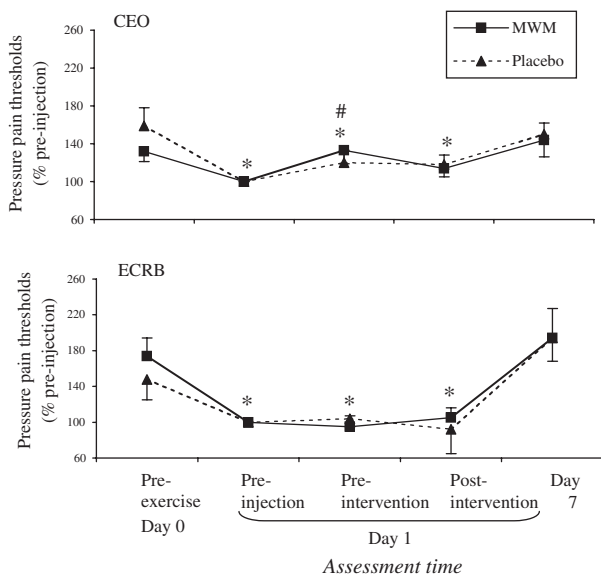 CEO
MWM
Placebo
Pressure pain thresholds
(% pre-injection)
260
220
180
140
100
60
*
#
*
*
ECRB
Pressure pain thresholds
(% pre-injection)
260
220
180
140
100
60
*
*
*
Pre- Pre- Pre- Post- Day
exercise injection intervention intervention 7
Day 0
Day 1
Assessment time